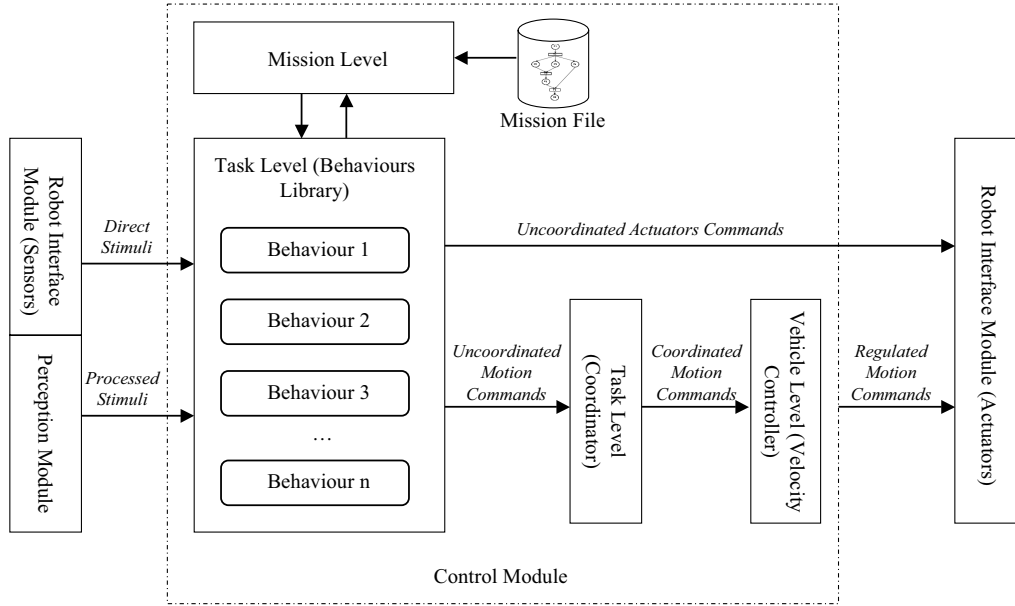 Mission Level
Mission File
Robot Interface
Module (Sensors)
Perception Module
Direct
Stimuli
Processed
Stimuli
Task Level (Behaviours
Library)
Behaviour 1
Behaviour 2
Behaviour 3
…
Behaviour n
Uncoordinated Actuators Commands
Uncoordinated
Motion
Commands
Task Level
(Coordinator)
Coordinated
Motion
Commands
Vehicle Level (Velocity
Controller)
Regulated
Motion
Commands
Robot Interface Module (Actuators)
Control Module